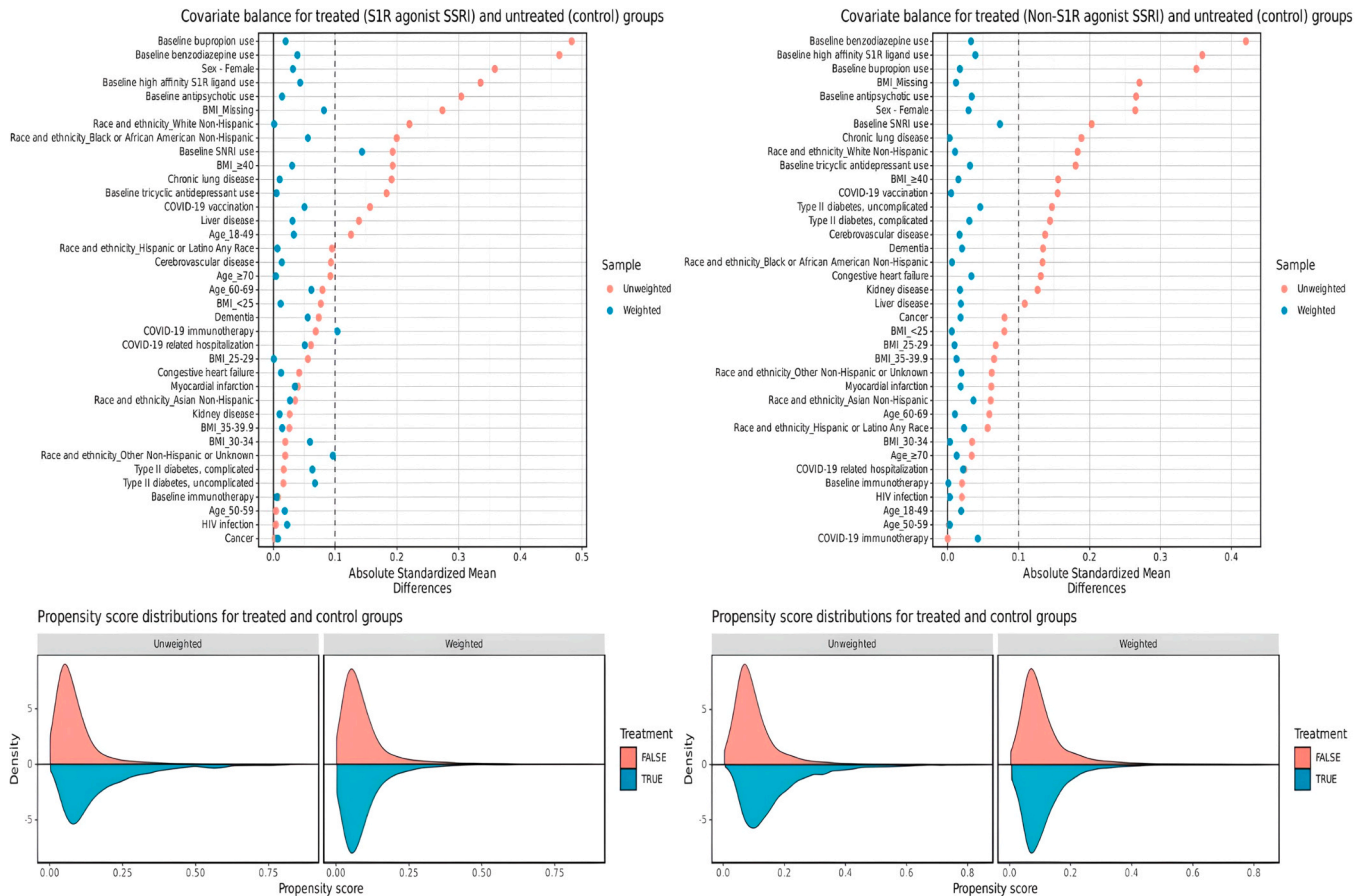 Covariate balance for treated (S1R agonist SSRI) and untreated (control) groups
Baseline bupropion use
Baseline benzodiazepine use
Sex - Female
Baseline high affinity S1R ligand use
Baseline antipsychotic use
BMI_Missing
Race and ethnicity_White Non-Hispanic
Race and ethnicity_Black or African American Non-Hispanic
Baseline SNRI use
BMI_≥40
Chronic lung disease
Baseline tricyclic antidepressant use
COVID-19 vaccination
Liver disease
Age_18-49
Race and ethnicity_Hispanic or Latino Any Race
Cerebrovascular disease
Age_≥70
Age_60-69
BMI_<25
Dementia
COVID-19 immunotherapy
COVID-19 related hospitalization
BMI_25-29
Congestive heart failure
Myocardial infarction
Race and ethnicity_Asian Non-Hispanic
Kidney disease
BMI_35-39.9
BMI_30-34
Race and ethnicity_Other Non-Hispanic or Unknown
Type II diabetes, complicated
Type II diabetes, uncomplicated
Baseline immunotherapy
Age_50-59
HIV infection
Cancer
0.0 0.1 0.2 0.3 0.4 0.5
Absolute Standardized Mean
Differences
Sample
Unweighted
Weighted
Covariate balance for treated (Non-S1R agonist SSRI) and untreated (control) groups
Baseline benzodiazepine use
Baseline high affinity S1R ligand use
Baseline bupropion use
BMI_Missing
Baseline antipsychotic use
Sex - Female
Baseline SNRI use
Chronic lung disease
Race and ethnicity_White Non-Hispanic
Baseline tricyclic antidepressant use
BMI_≥40
COVID-19 vaccination
Type II diabetes, uncomplicated
Type II diabetes, complicated
Cerebrovascular disease
Dementia
Race and ethnicity_Black or African American Non-Hispanic
Congestive heart failure
Kidney disease
Liver disease
Cancer
BMI_<25
BMI_25-29
BMI_35-39.9
Race and ethnicity_Other Non-Hispanic or Unknown
Myocardial infarction
Race and ethnicity_Asian Non-Hispanic
Age_60-69
Race and ethnicity_Hispanic or Latino Any Race
BMI_30-34
Age_≥70
COVID-19 related hospitalization
Baseline immunotherapy
HIV infection
Age_18-49
Age_50-59
COVID-19 immunotherapy
0.0 0.1 0.2 0.3 0.4
Absolute Standardized Mean
Differences
Sample
Unweighted
Weighted
Propensity score distributions for treated and control groups
Unweighted Weighted
Density
5
0
-5
0.00 0.25 0.50 0.75 0.00 0.25 0.50 0.75
Propensity score
Treatment
FALSE
TRUE
Propensity score distributions for treated and control groups
Unweighted Weighted
Density
5
0
-5
0.0 0.2 0.4 0.6 0.8 0.0 0.2 0.4 0.6 0.8
Propensity score
Treatment
FALSE
TRUE